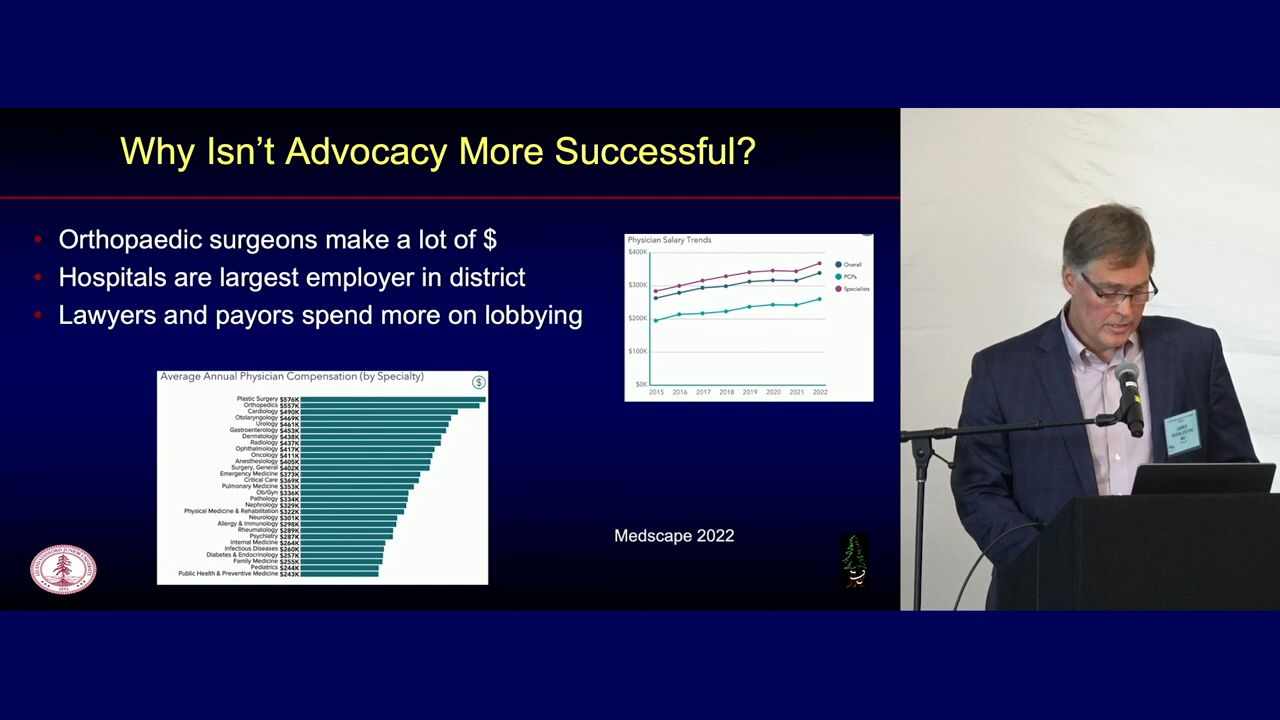 Why Isn't Advocacy More Successful?
• Orthopaedic surgeons make a lot of $
• Hospitals are largest employer in district
• Lawyers and payors spend more on lobbying
Physician Salary Trends
$400K
$300K
$200K
$100K
$0K
2015 2016 2017 2018 2019 2020 2021 2022
Overall
PCPs
Specialists
Average Annual Physician Compensation (by Specialty)
$
Plastic Surgery $576K
Orthopedics $557K
Cardiology $490K
Otolaryngology $469K
Urology $461K
Gastroenterology $453K
Dermatology $438K
Radiology $437K
Ophthalmology $417K
Oncology $411K
Anesthesiology $405K
Surgery, General $402K
Emergency Medicine $373K
Critical Care $369K
Pulmonary Medicine $353K
Ob/Gyn $336K
Pathology $334K
Nephrology $329K
Physical Medicine & Rehabilitation $322K
Neurology $301K
Allergy & Immunology $298K
Rheumatology $289K
Psychiatry $287K
Internal Medicine $264K
Infectious Diseases $260K
Diabetes & Endocrinology $257K
Family Medicine $255K
Pediatrics $244K
Public Health & Preventive Medicine $243K
Medscape 2022
JAMES